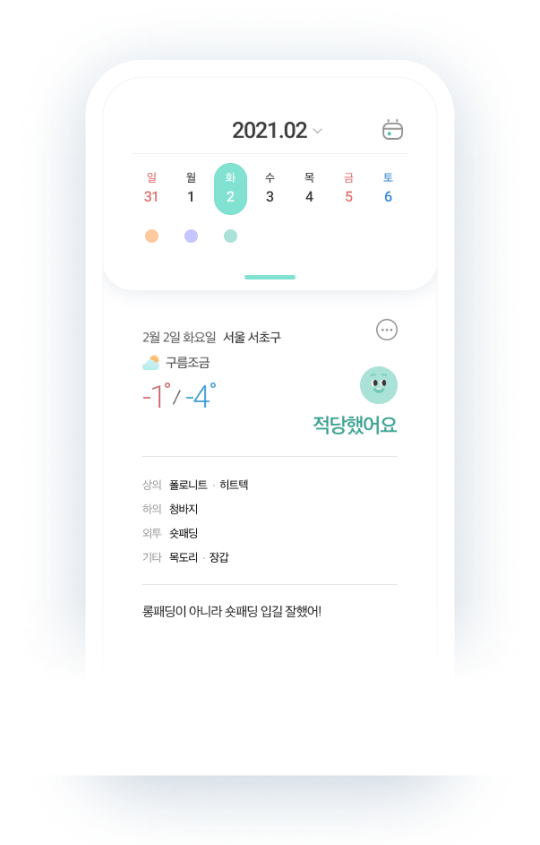 2021.02
일 월 화 수 목 금 토
31 1 2 3 4 5 6
2월 2일 화요일 서울 서초구
구름조금
-1° / -4°
적당했어요
상의 폴로니트 · 히트텍
하의 청바지
외투 숏패딩
기타 목도리 · 장갑
롱패딩이 아니라 숏패딩 입길 잘했어!